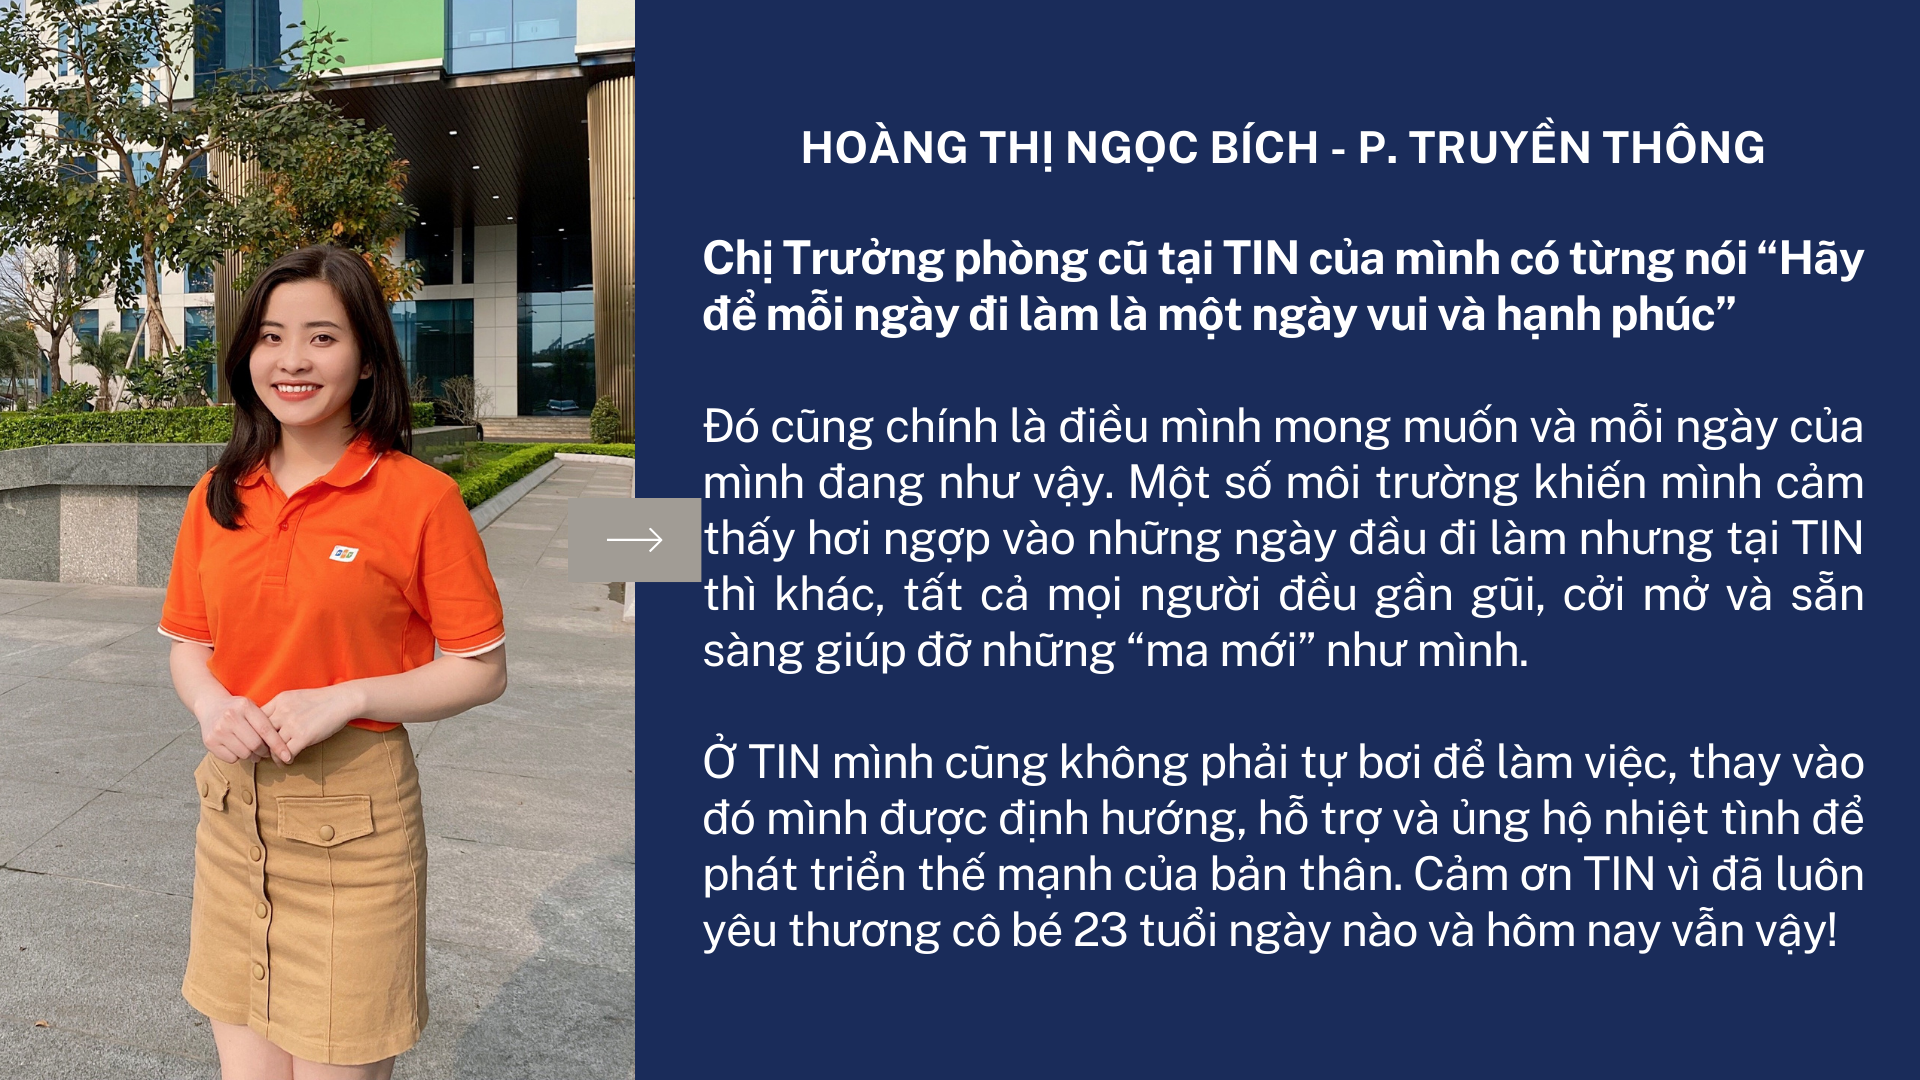 HOÀNG THỊ NGỌC BÍCH - P. TRUYỀN THÔNG
Chị Trưởng phòng cũ tại TIN của mình có từng nói “Hãy
để mỗi ngày đi làm là một ngày vui và hạnh phúc”
Đó cũng chính là điều mình mong muốn và mỗi ngày của
mình đang như vậy. Một số môi trường khiến mình cảm
thấy hơi ngợp vào những ngày đầu đi làm nhưng tại TIN
thì khác, tất cả mọi người đều gần gũi, cởi mở và sẵn
sàng giúp đỡ những “ma mới” như mình.
Ở TIN mình cũng không phải tự bơi để làm việc, thay vào
đó mình được định hướng, hỗ trợ và ủng hộ nhiệt tình để
phát triển thế mạnh của bản thân. Cảm ơn TIN vì đã luôn
yêu thương cô bé 23 tuổi ngày nào và hôm nay vẫn vậy!
FPT